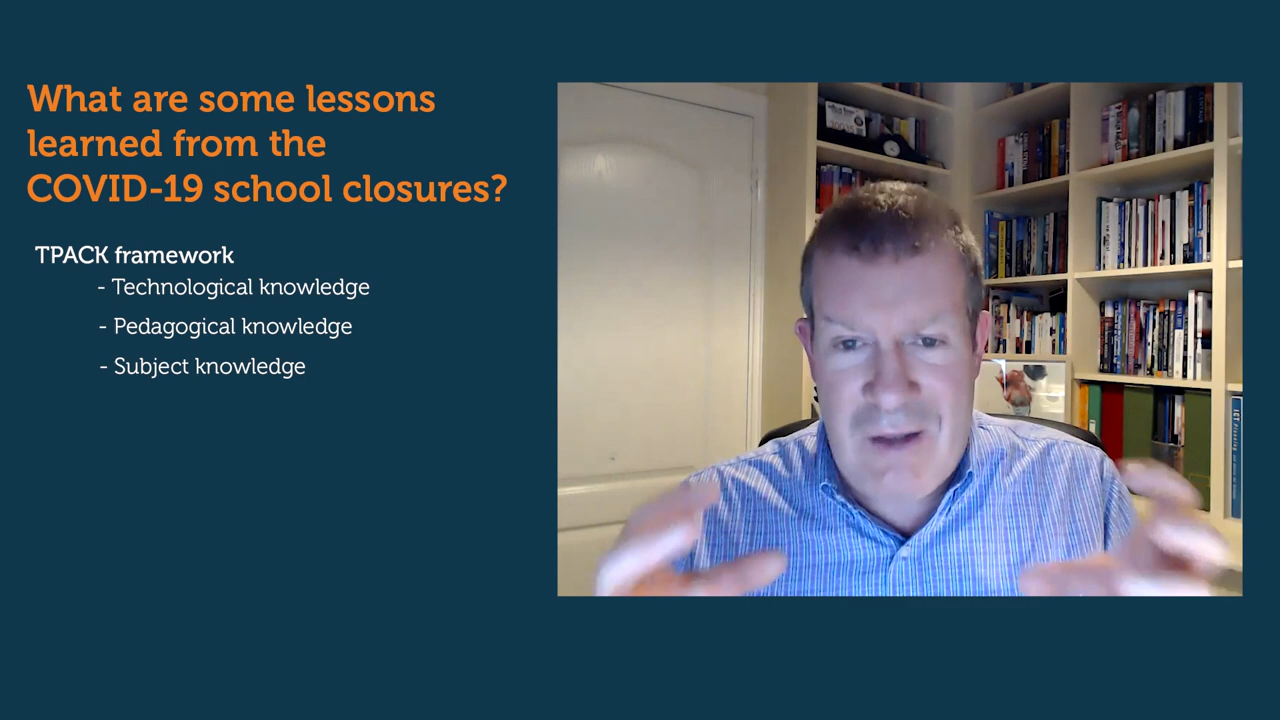 What are some lessons
learned from the
COVID-19 school closures?
TPACK framework
- Technological knowledge
- Pedagogical knowledge
- Subject knowledge
ICT